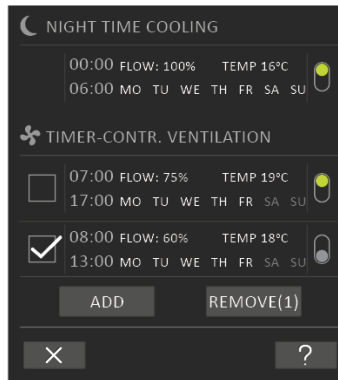 NIGHT TIME COOLING
00:00 FLOW: 100% TEMP 16°C
06:00 MO TU WE TH FR SA SU
TIMER-CONTR. VENTILATION
07:00 FLOW: 75% TEMP 19°C
17:00 MO TU WE TH FR SA SU
08:00 FLOW: 60% TEMP 18°C
13:00 MO TU WE TH FR SA SU
ADD REMOVE(1)
X ?